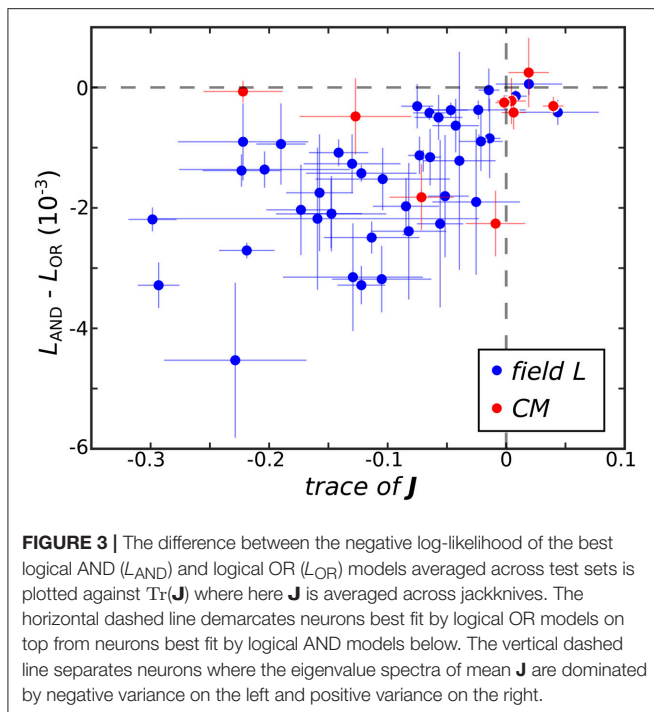 0
-2
-4
-6
L_AND - L_OR (10^-3)
-0.3
-0.2
-0.1
0
0.1
trace of J
field L
CM
FIGURE 3 | The difference between the negative log-likelihood of the best
logical AND (L_AND) and logical OR (L_OR) models averaged across test sets is
plotted against Tr(J) where here J is averaged across jackknives. The
horizontal dashed line demarcates neurons best fit by logical OR models on
top from neurons best fit by logical AND models below. The vertical dashed
line separates neurons where the eigenvalue spectra of mean J are dominated
by negative variance on the left and positive variance on the right.